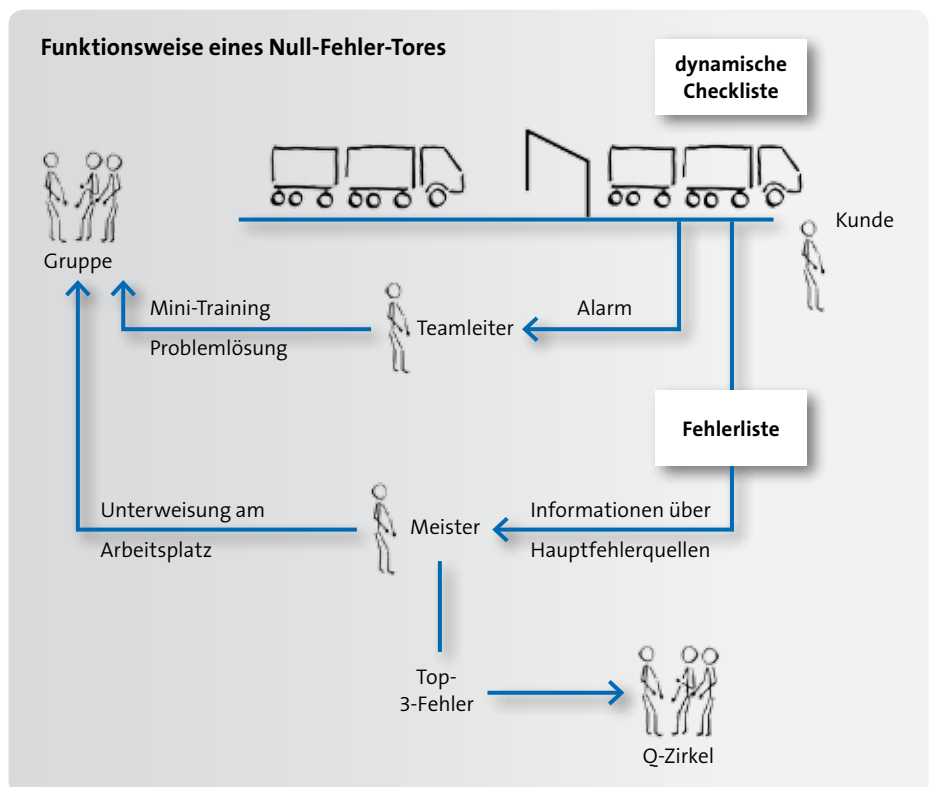 Funktionsweise eines Null-Fehler-Tores
dynamische
Checkliste
Kunde
Gruppe
Mini-Training
Problemlösung
Teamleiter
Alarm
Fehlerliste
Unterweisung am
Arbeitsplatz
Meister
Informationen über
Hauptfehlerquellen
Top-
3-Fehler
Q-Zirkel